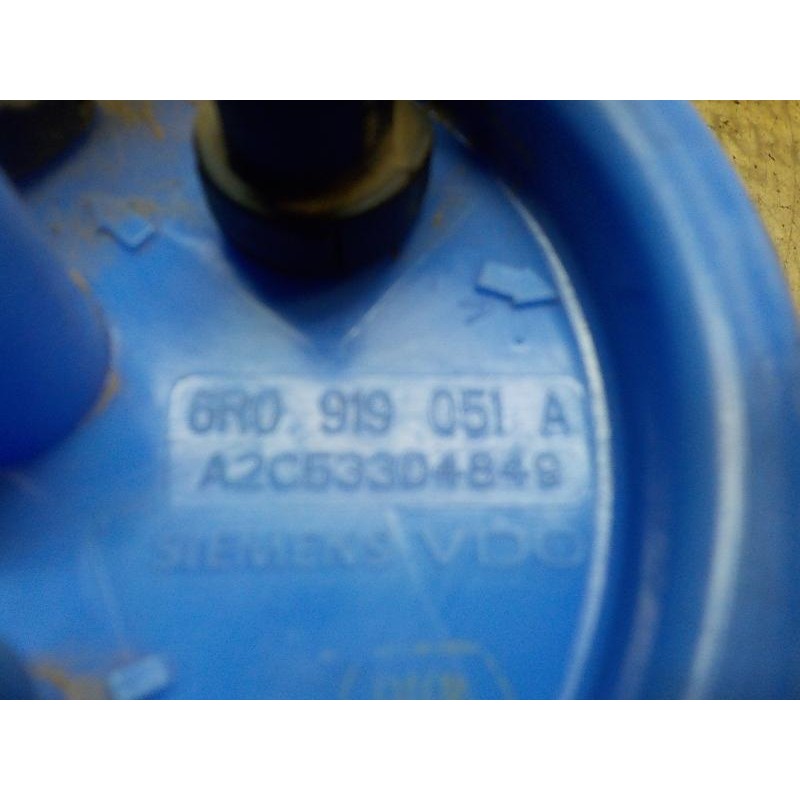 6R0 919 051 A
A2C53304849
SIEMENS VDO